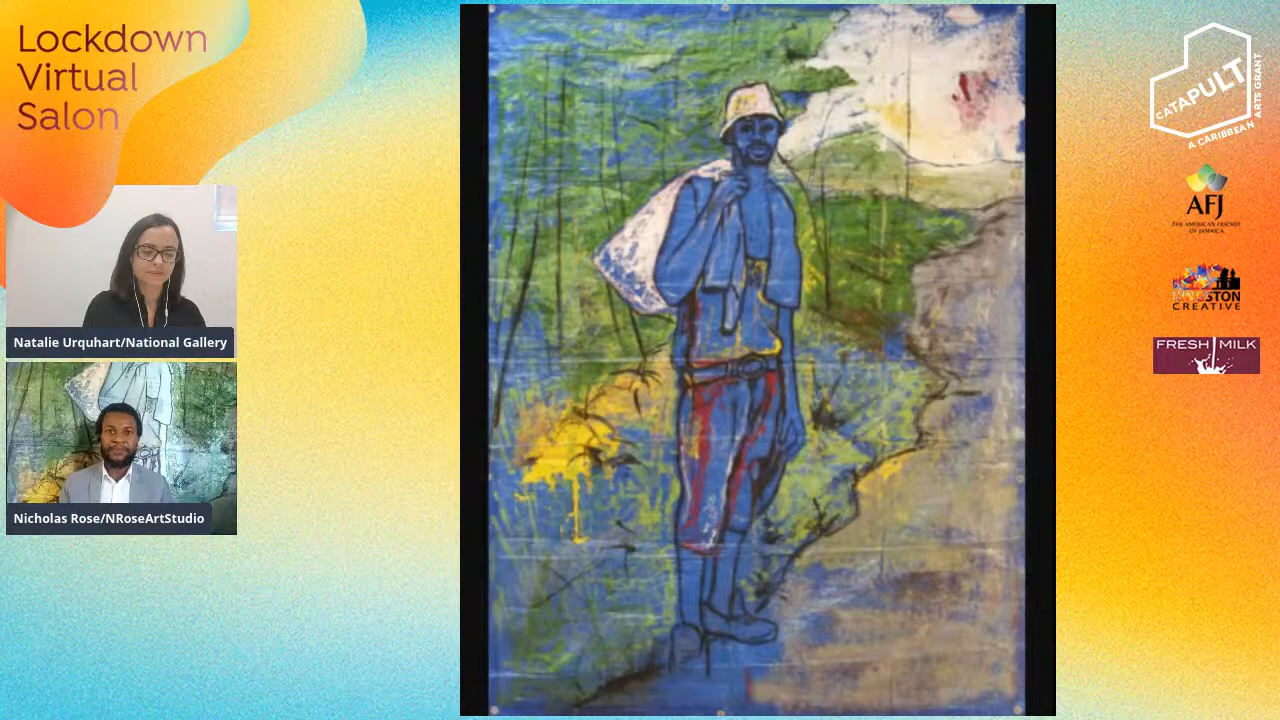 Lockdown
Virtual
Salon
Natalie Urquhart/National Gallery
Nicholas Rose/NRoseArtStudio
CATAPULT
A CARIBBEAN
ARTS GRANT
AFJ
THE AMERICAN FRIENDS
OF JAMAICA
KINGSTON
CREATIVE
FRESH MILK